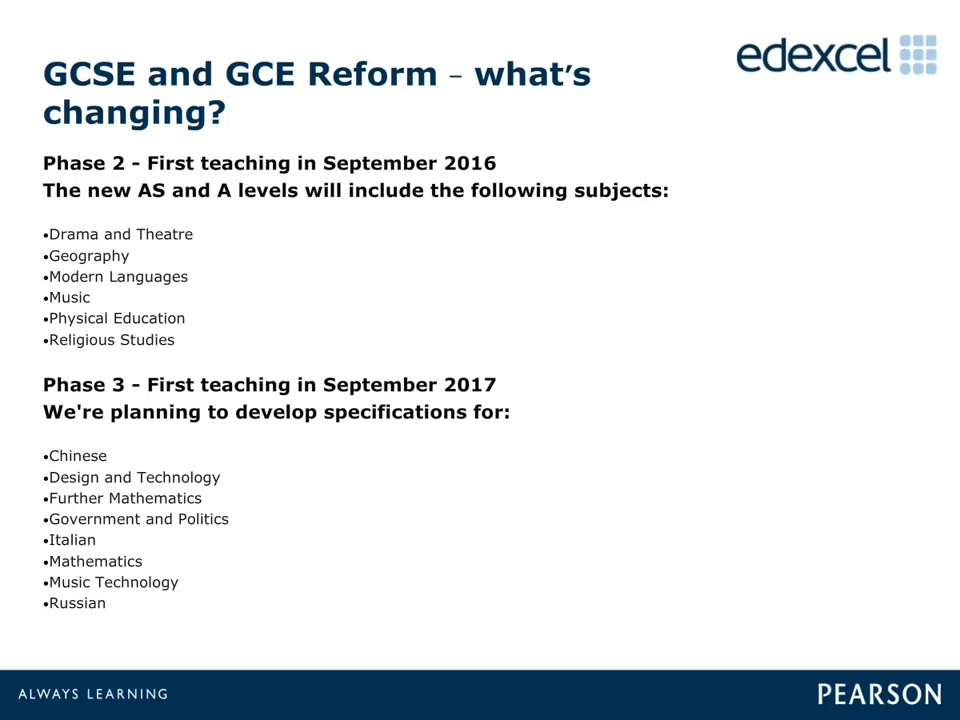 GCSE and GCE Reform – what’s
changing?
edexcel
Phase 2 - First teaching in September 2016
The new AS and A levels will include the following subjects:
•Drama and Theatre
•Geography
•Modern Languages
•Music
•Physical Education
•Religious Studies
Phase 3 - First teaching in September 2017
We're planning to develop specifications for:
•Chinese
•Design and Technology
•Further Mathematics
•Government and Politics
•Italian
•Mathematics
•Music Technology
•Russian
ALWAYS LEARNING
PEARSON